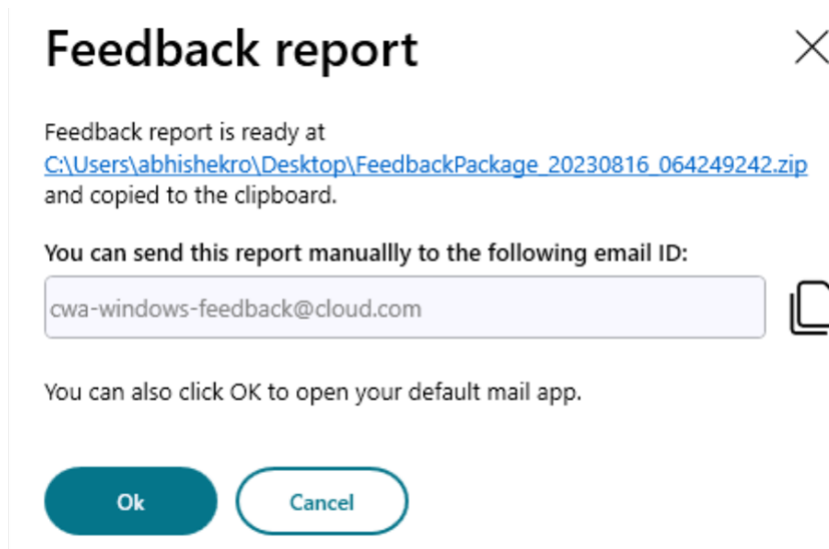 Feedback report
Feedback report is ready at
C:\Users\abhishekro\Desktop\FeedbackPackage_20230816_064249242.zip
and copied to the clipboard.
You can send this report manuallly to the following email ID:
cwa-windows-feedback@cloud.com
You can also click OK to open your default mail app.
Ok
Cancel